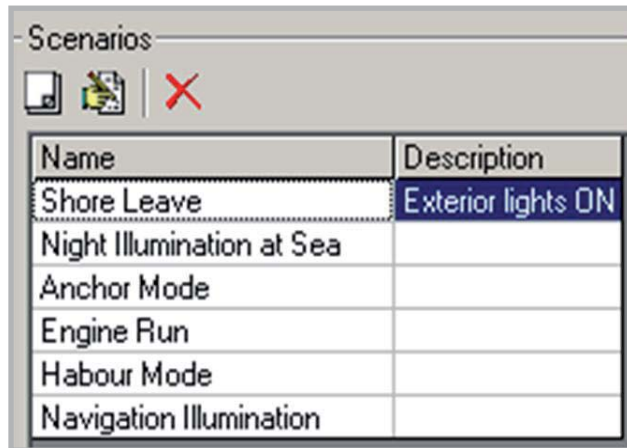 Scenarios
Name Description
Shore Leave Exterior lights ON
Night Illumination at Sea
Anchor Mode
Engine Run
Habour Mode
Navigation Illumination